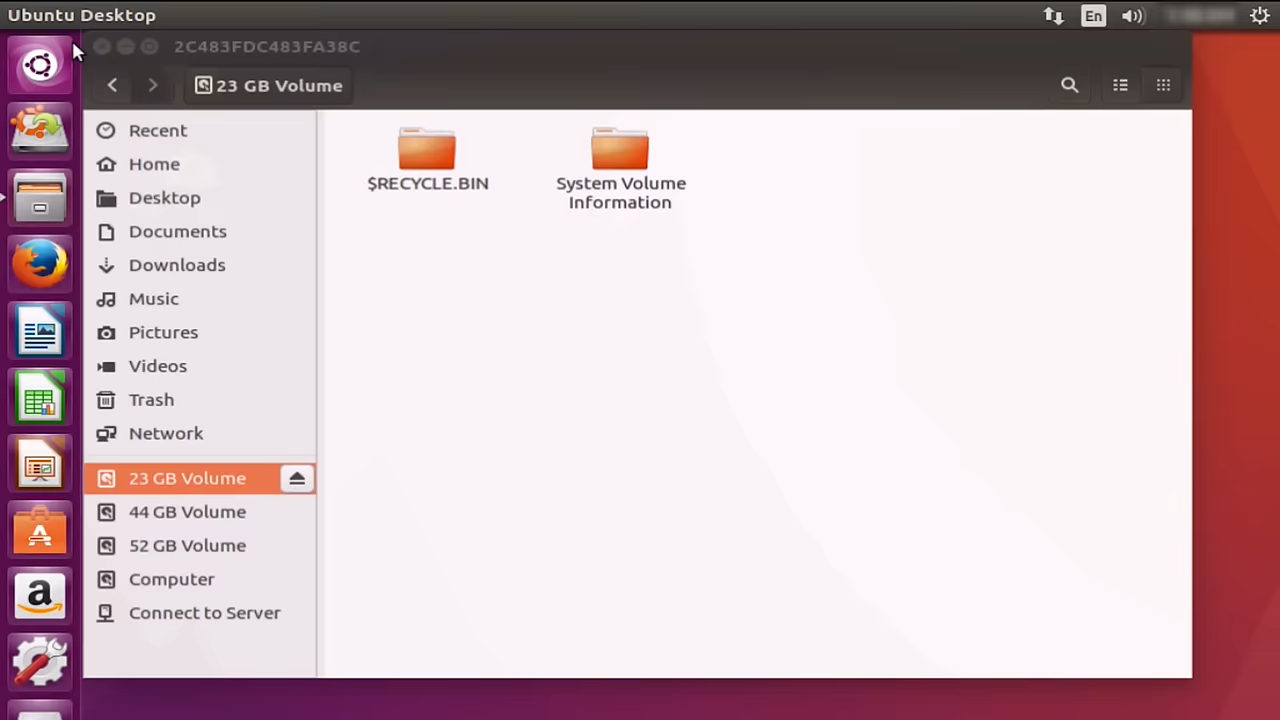 Ubuntu Desktop
En
2C483FDC483FA38C
23 GB Volume
Recent
Home
Desktop
Documents
Downloads
Music
Pictures
Videos
Trash
Network
23 GB Volume
44 GB Volume
52 GB Volume
Computer
Connect to Server
$RECYCLE.BIN
System Volume
Information
a